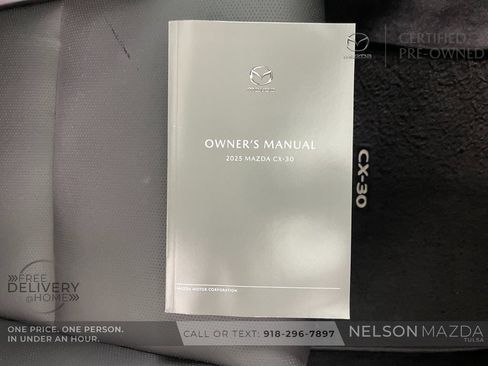 CERTIFIED
PRE-OWNED
mazda
mazda
OWNER'S MANUAL
2025 MAZDA CX-30
CX-30
MAZDA MOTOR CORPORATION
FREE
DELIVERY
@HOME
ONE PRICE. ONE PERSON.
IN UNDER AN HOUR.
CALL OR TEXT: 918-296-7897
NELSON MAZDA
TULSA